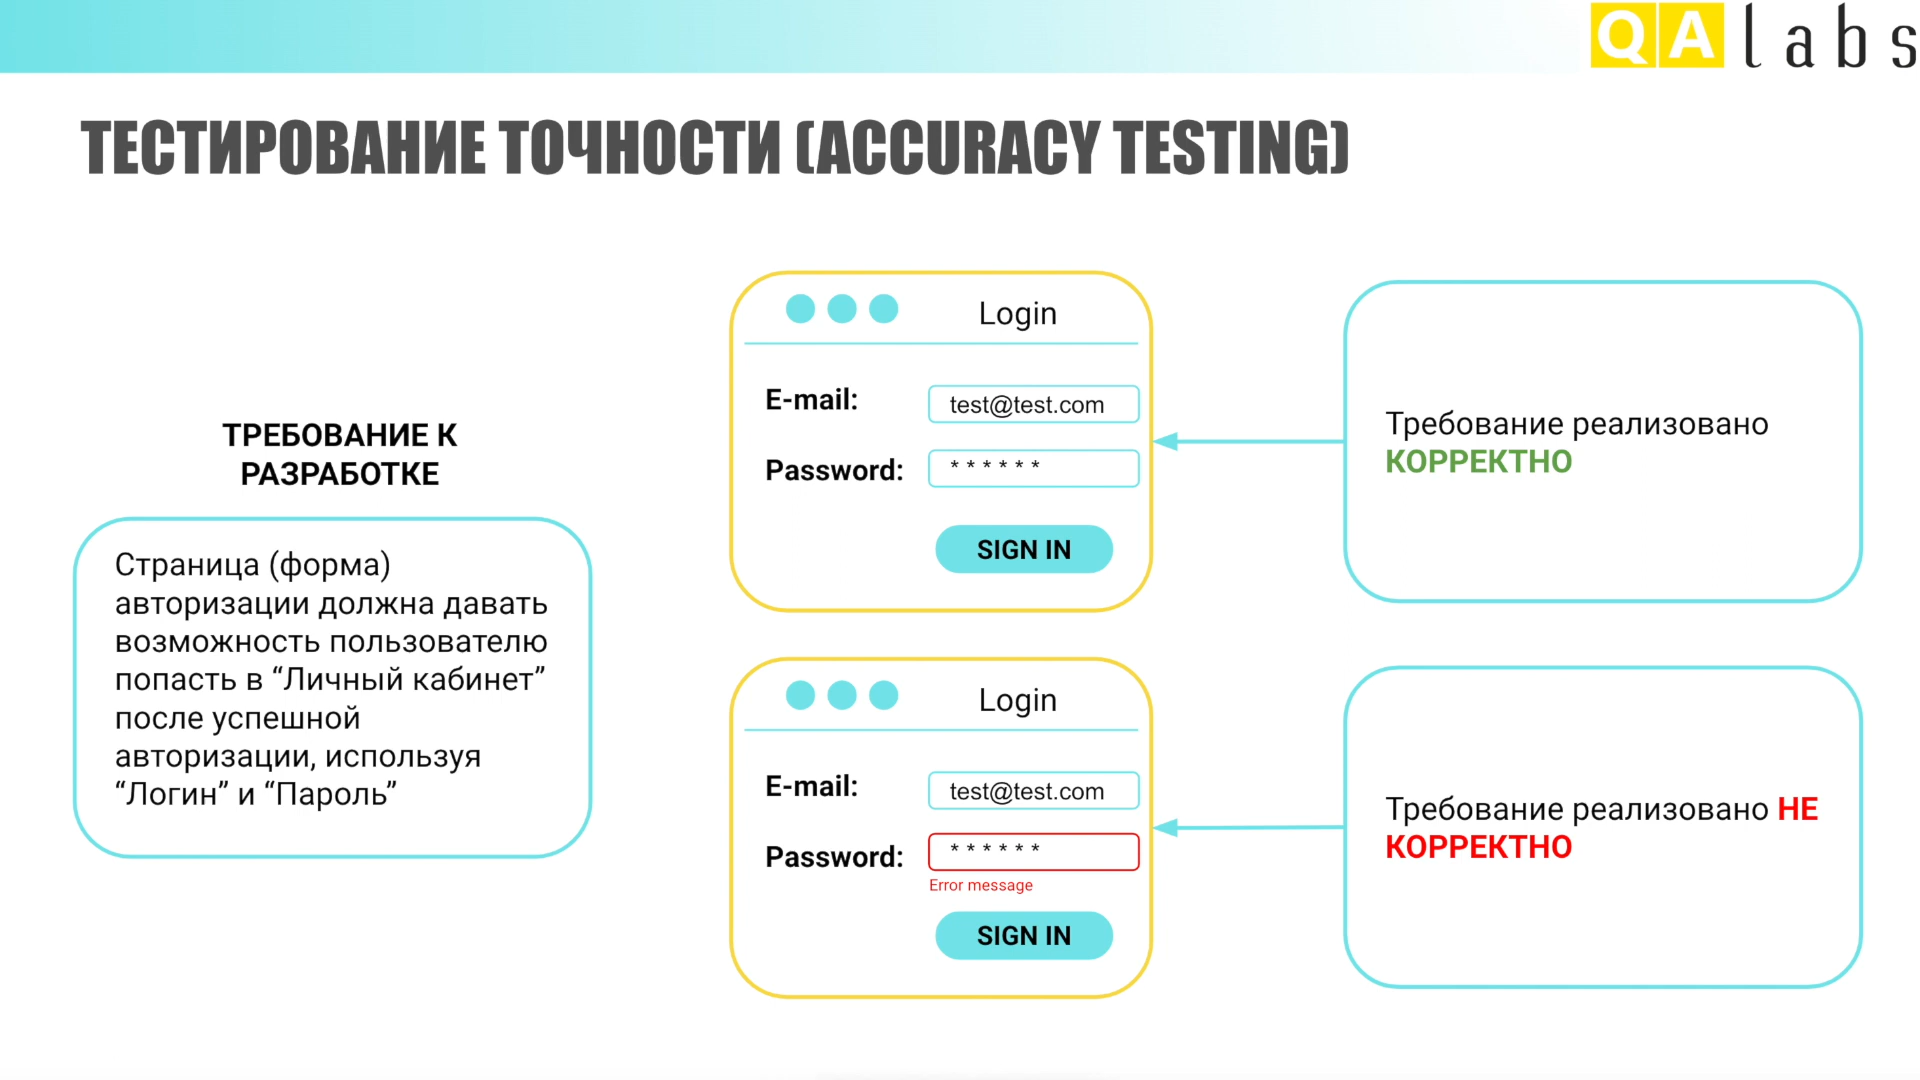 QA labs
ТЕСТИРОВАНИЕ ТОЧНОСТИ (ACCURACY TESTING)
ТРЕБОВАНИЕ К
РАЗРАБОТКЕ
Страница (форма)
авторизации должна давать
возможность пользователю
попасть в “Личный кабинет”
после успешной
авторизации, используя
“Логин” и “Пароль”
Login
E-mail: test@test.com
Password: * * * * * *
SIGN IN
Требование реализовано
КОРРЕКТНО
Login
E-mail: test@test.com
Password: * * * * * *
Error message
SIGN IN
Требование реализовано НЕ
КОРРЕКТНО